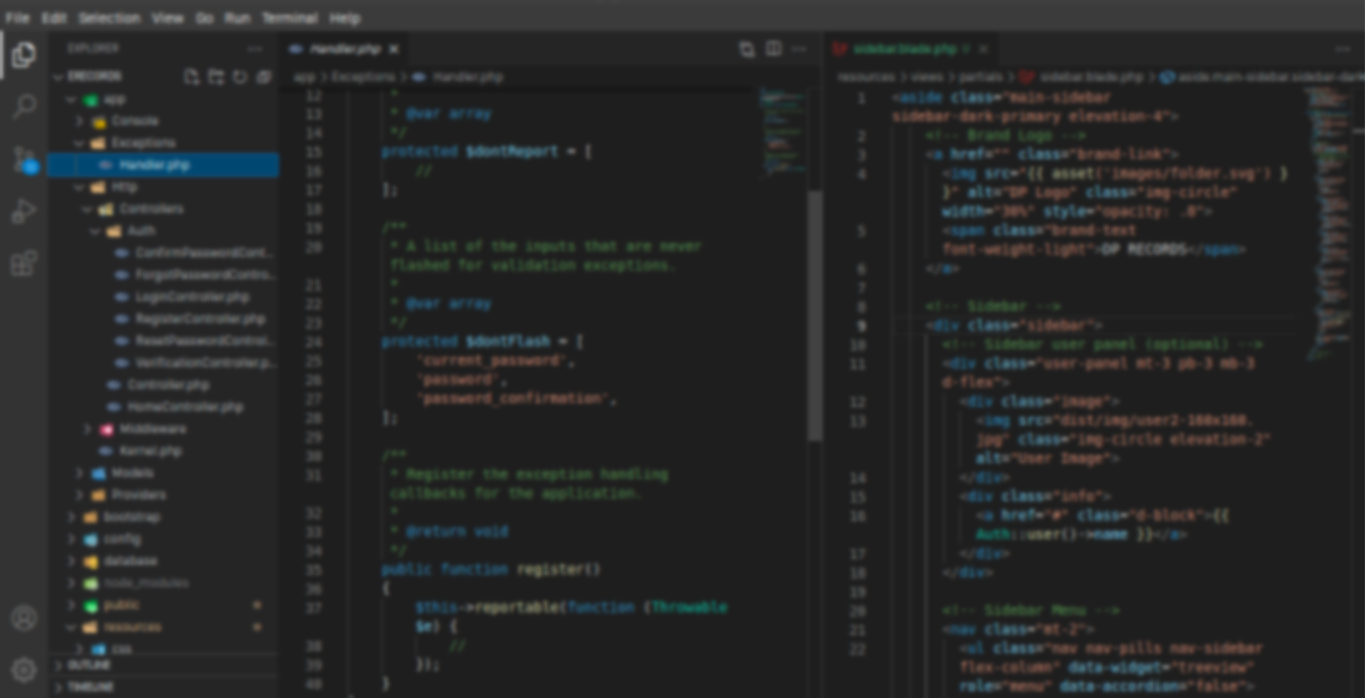 File Edit Selection View Go Run Terminal Help
EXPLORER
ERECORDS
app
Console
Exceptions
Handler.php
Http
Controllers
Auth
ConfirmPasswordCont...
ForgotPasswordContro...
LoginController.php
RegisterController.php
ResetPasswordControl...
VerificationController.p...
Controller.php
HomeController.php
Middleware
Kernel.php
Models
Providers
bootstrap
config
database
node_modules
public
resources
css
OUTLINE
TIMELINE
Handler.php
app > Exceptions > Handler.php
12 *
13 * @var array
14 */
15 protected $dontReport = [
16 //
17 ];
18
19 /**
20 * A list of the inputs that are never
flashed for validation exceptions.
21 *
22 * @var array
23 */
24 protected $dontFlash = [
25 'current_password',
26 'password',
27 'password_confirmation',
28 ];
29
30 /**
31 * Register the exception handling
callbacks for the application.
32 *
33 * @return void
34 */
35 public function register()
36 {
37 $this->reportable(function (Throwable
$e) {
38 //
39 });
40 }
sidebar.blade.php
resources > views > partials > sidebar.blade.php > aside.main-sidebar.sidebar-dark
1 <aside class="main-sidebar
sidebar-dark-primary elevation-4">
2 <!-- Brand Logo -->
3 <a href="" class="brand-link">
4 <img src="{{ asset('images/folder.svg') }
}" alt="DP Logo" class="img-circle"
width="30%" style="opacity: .8">
5 <span class="brand-text
font-weight-light">DP RECORDS</span>
6 </a>
7
8 <!-- Sidebar -->
9 <div class="sidebar">
10 <!-- Sidebar user panel (optional) -->
11 <div class="user-panel mt-3 pb-3 mb-3
d-flex">
12 <div class="image">
13 <img src="dist/img/user2-160x160.
jpg" class="img-circle elevation-2"
alt="User Image">
14 </div>
15 <div class="info">
16 <a href="#" class="d-block">{{
Auth::user()->name }}</a>
17 </div>
18 </div>
19
20 <!-- Sidebar Menu -->
21 <nav class="mt-2">
22 <ul class="nav nav-pills nav-sidebar
flex-column" data-widget="treeview"
role="menu" data-accordion="false">